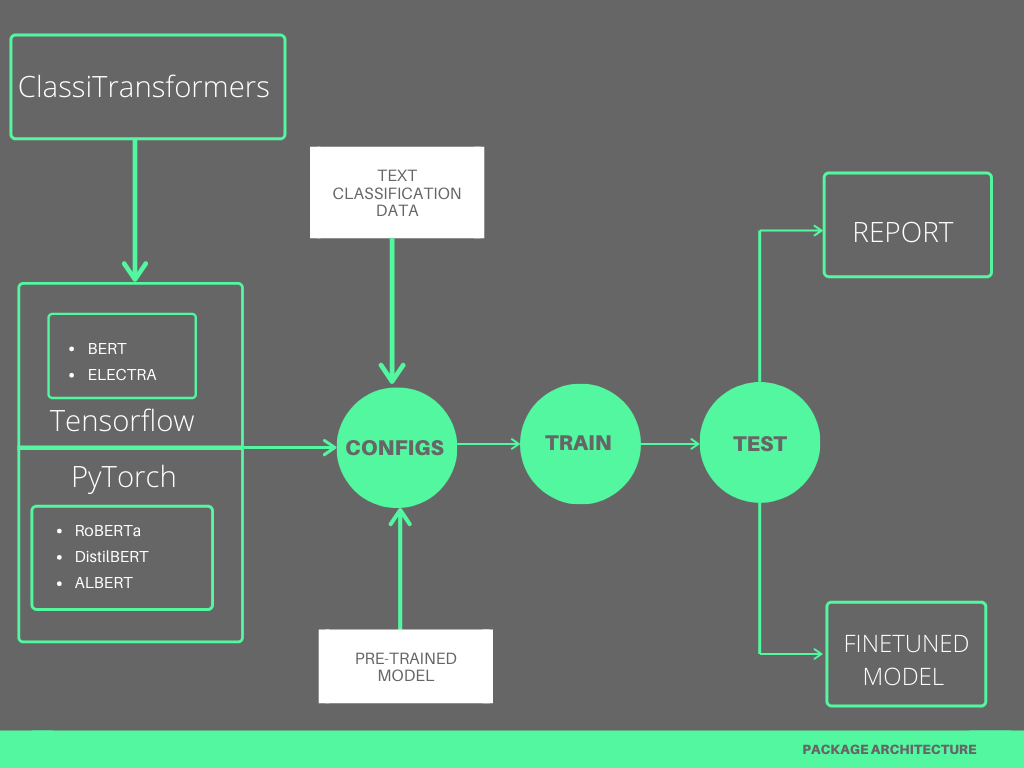 ClassiTransformers
TEXT
CLASSIFICATION
DATA
REPORT
• BERT
• ELECTRA
Tensorflow
PyTorch
• RoBERTa
• DistilBERT
• ALBERT
CONFIGS
TRAIN
TEST
PRE-TRAINED
MODEL
FINETUNED
MODEL
PACKAGE ARCHITECTURE